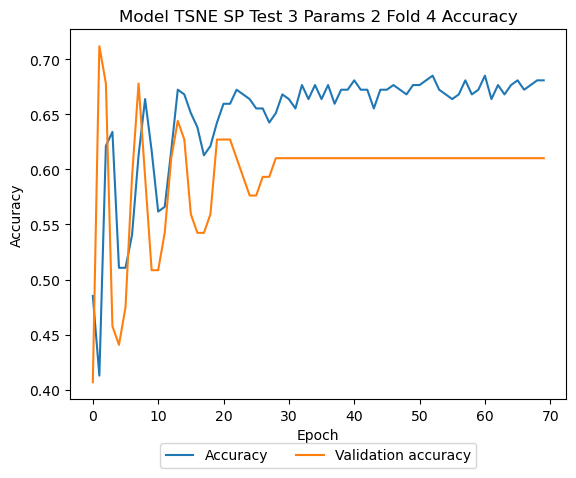 Model TSNE SP Test 3 Params 2 Fold 4 Accuracy
0.70
0.65
0.60
0.55
0.50
0.45
0.40
Accuracy
0 10 20 30 40 50 60 70
Epoch
Accuracy Validation accuracy